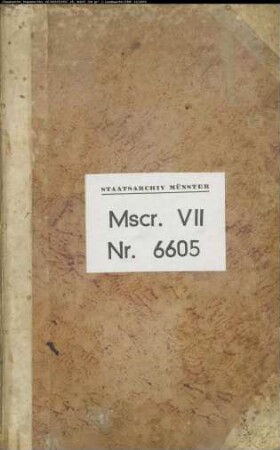 STAATSARCHIV MÜNSTER
Mscr. VII
Nr. 6605